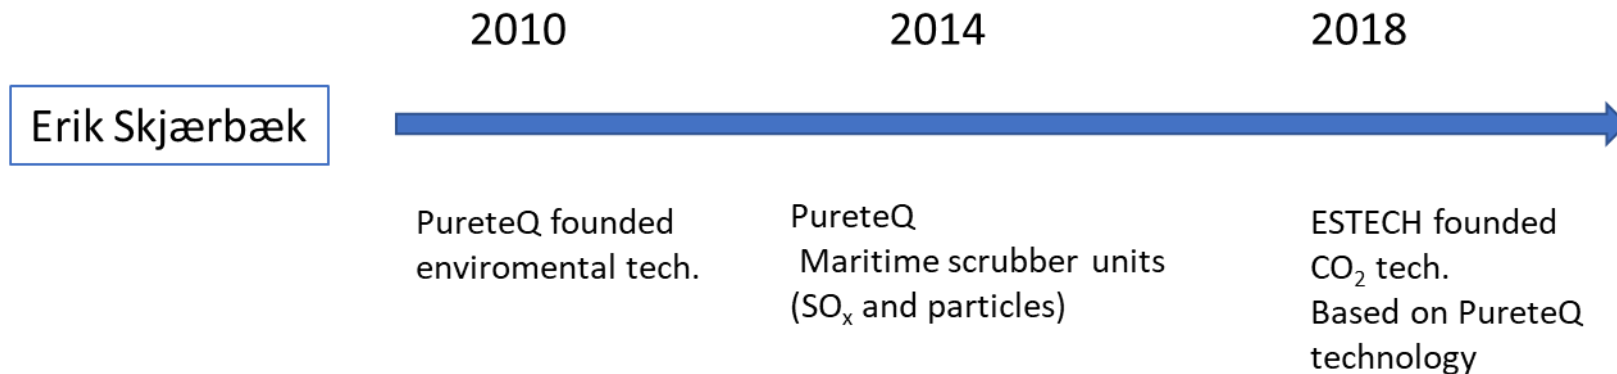 2010
2014
2018
Erik Skjærbæk
PureteQ founded
enviromental tech.
PureteQ
Maritime scrubber units
(SOₓ and particles)
ESTECH founded
CO₂ tech.
Based on PureteQ
technology